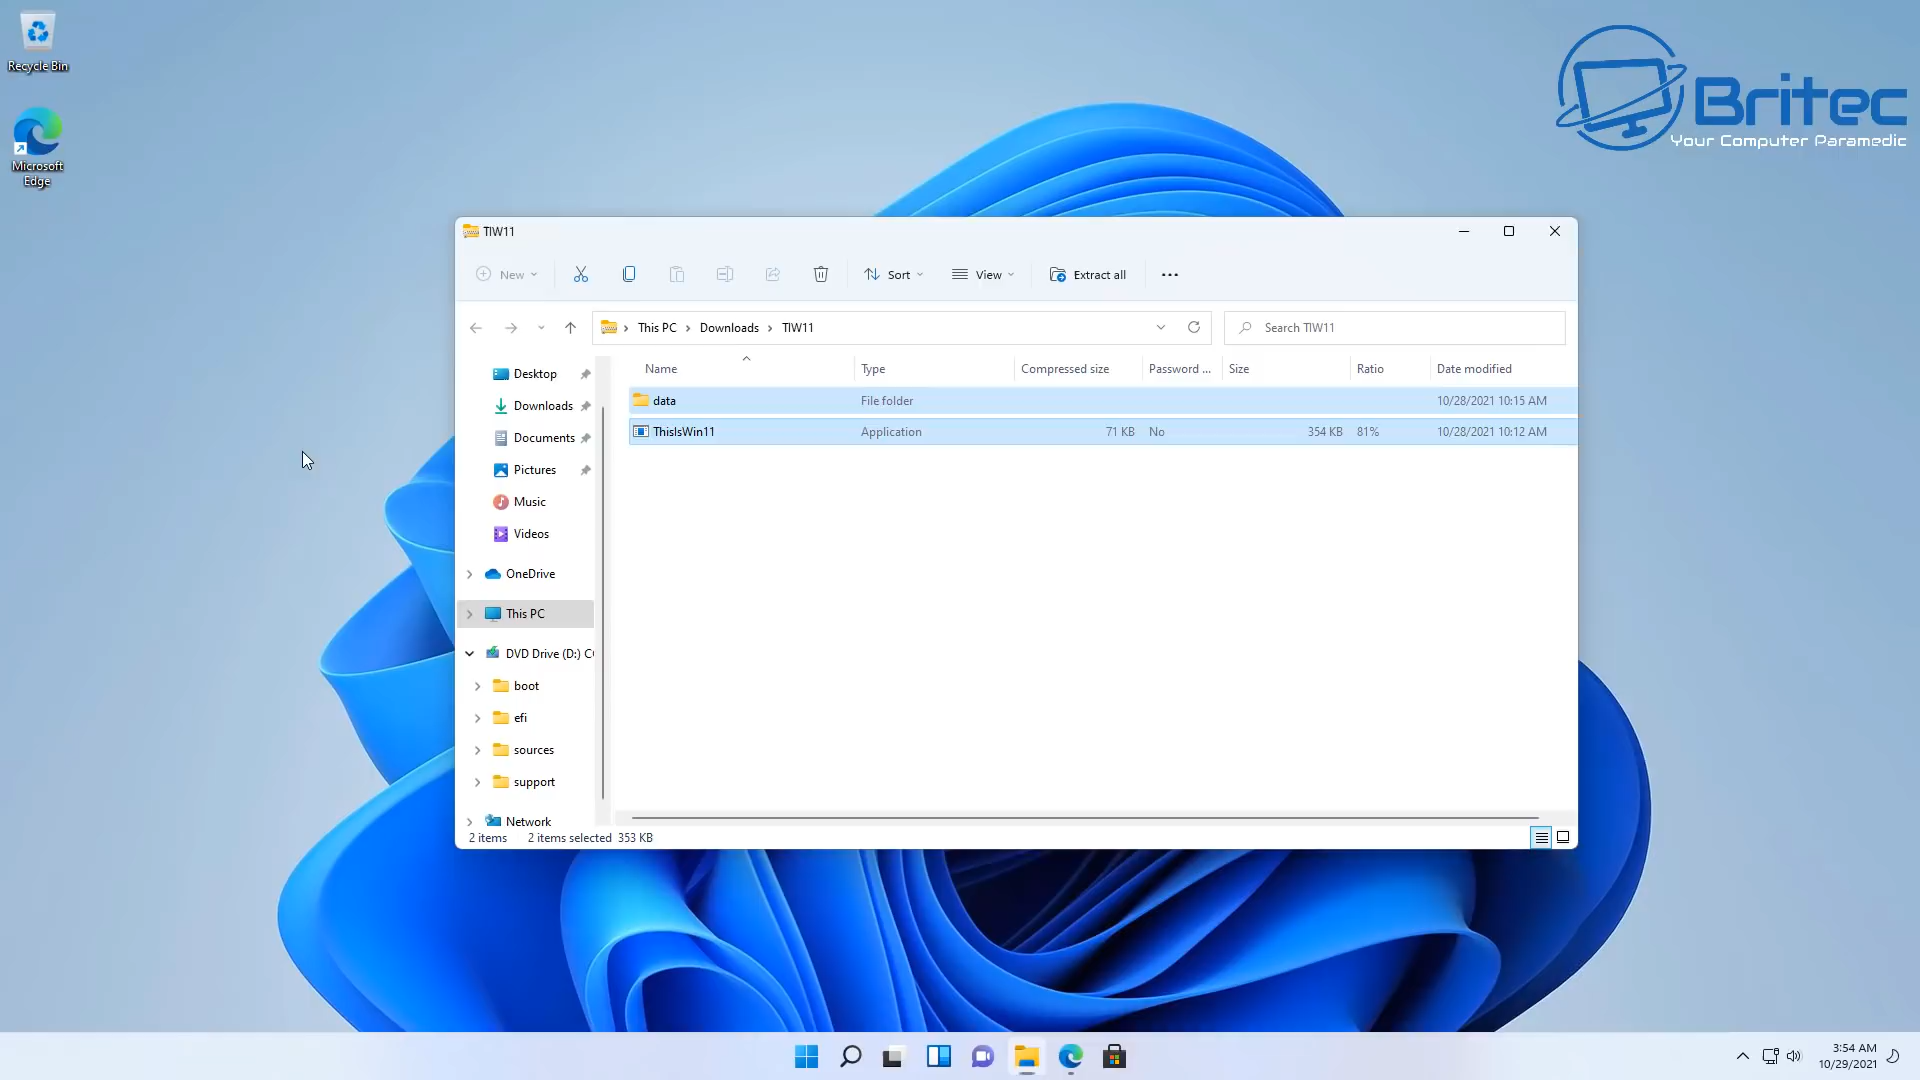 Recycle Bin
Microsoft
Edge
Britec
Your Computer Paramedic
TIW11
New
Sort
View
Extract all
This PC
Downloads
TIW11
Search TIW11
Name
Type
Compressed size
Password ...
Size
Ratio
Date modified
data
File folder
10/28/2021 10:15 AM
ThisIsWin11
Application
71 KB
No
354 KB
81%
10/28/2021 10:12 AM
Desktop
Downloads
Documents
Pictures
Music
Videos
OneDrive
This PC
DVD Drive (D:)
boot
efi
sources
support
Network
2 items
2 items selected 353 KB
3:54 AM
10/29/2021